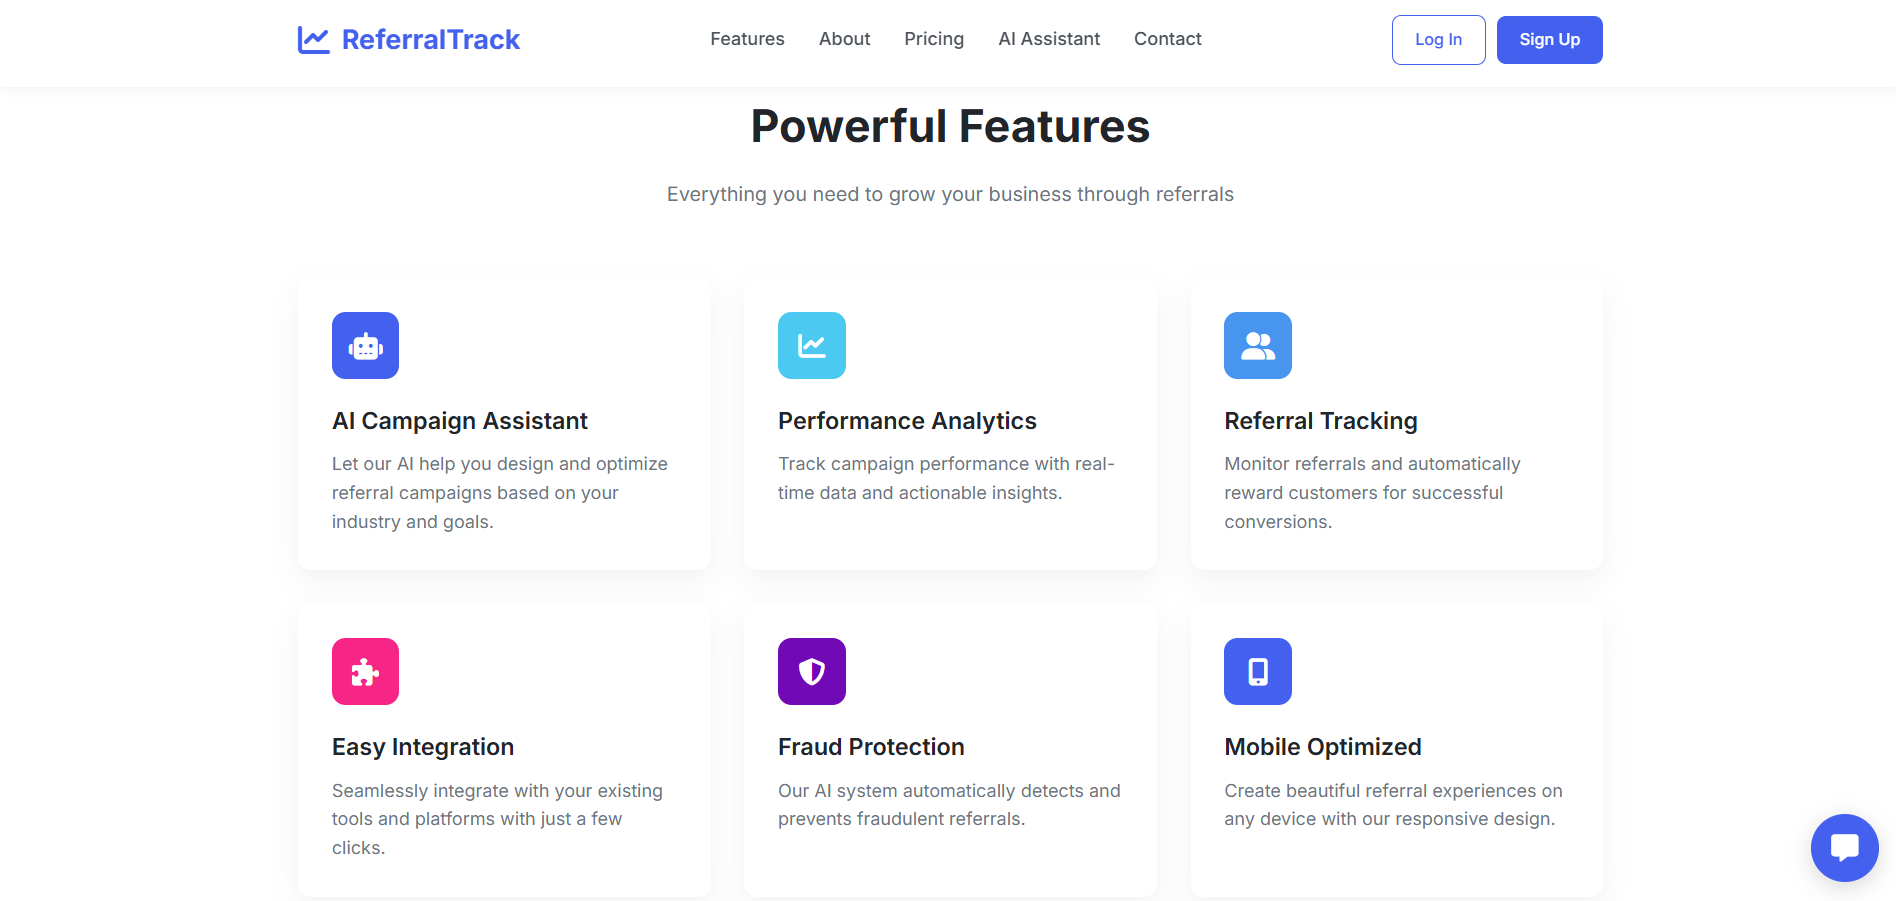 ReferralTrack
Features
About
Pricing
AI Assistant
Contact
Log In
Sign Up
Powerful Features
Everything you need to grow your business through referrals
AI Campaign Assistant
Let our AI help you design and optimize
referral campaigns based on your
industry and goals.
Performance Analytics
Track campaign performance with real-
time data and actionable insights.
Referral Tracking
Monitor referrals and automatically
reward customers for successful
conversions.
Easy Integration
Seamlessly integrate with your existing
tools and platforms with just a few
clicks.
Fraud Protection
Our AI system automatically detects and
prevents fraudulent referrals.
Mobile Optimized
Create beautiful referral experiences on
any device with our responsive design.